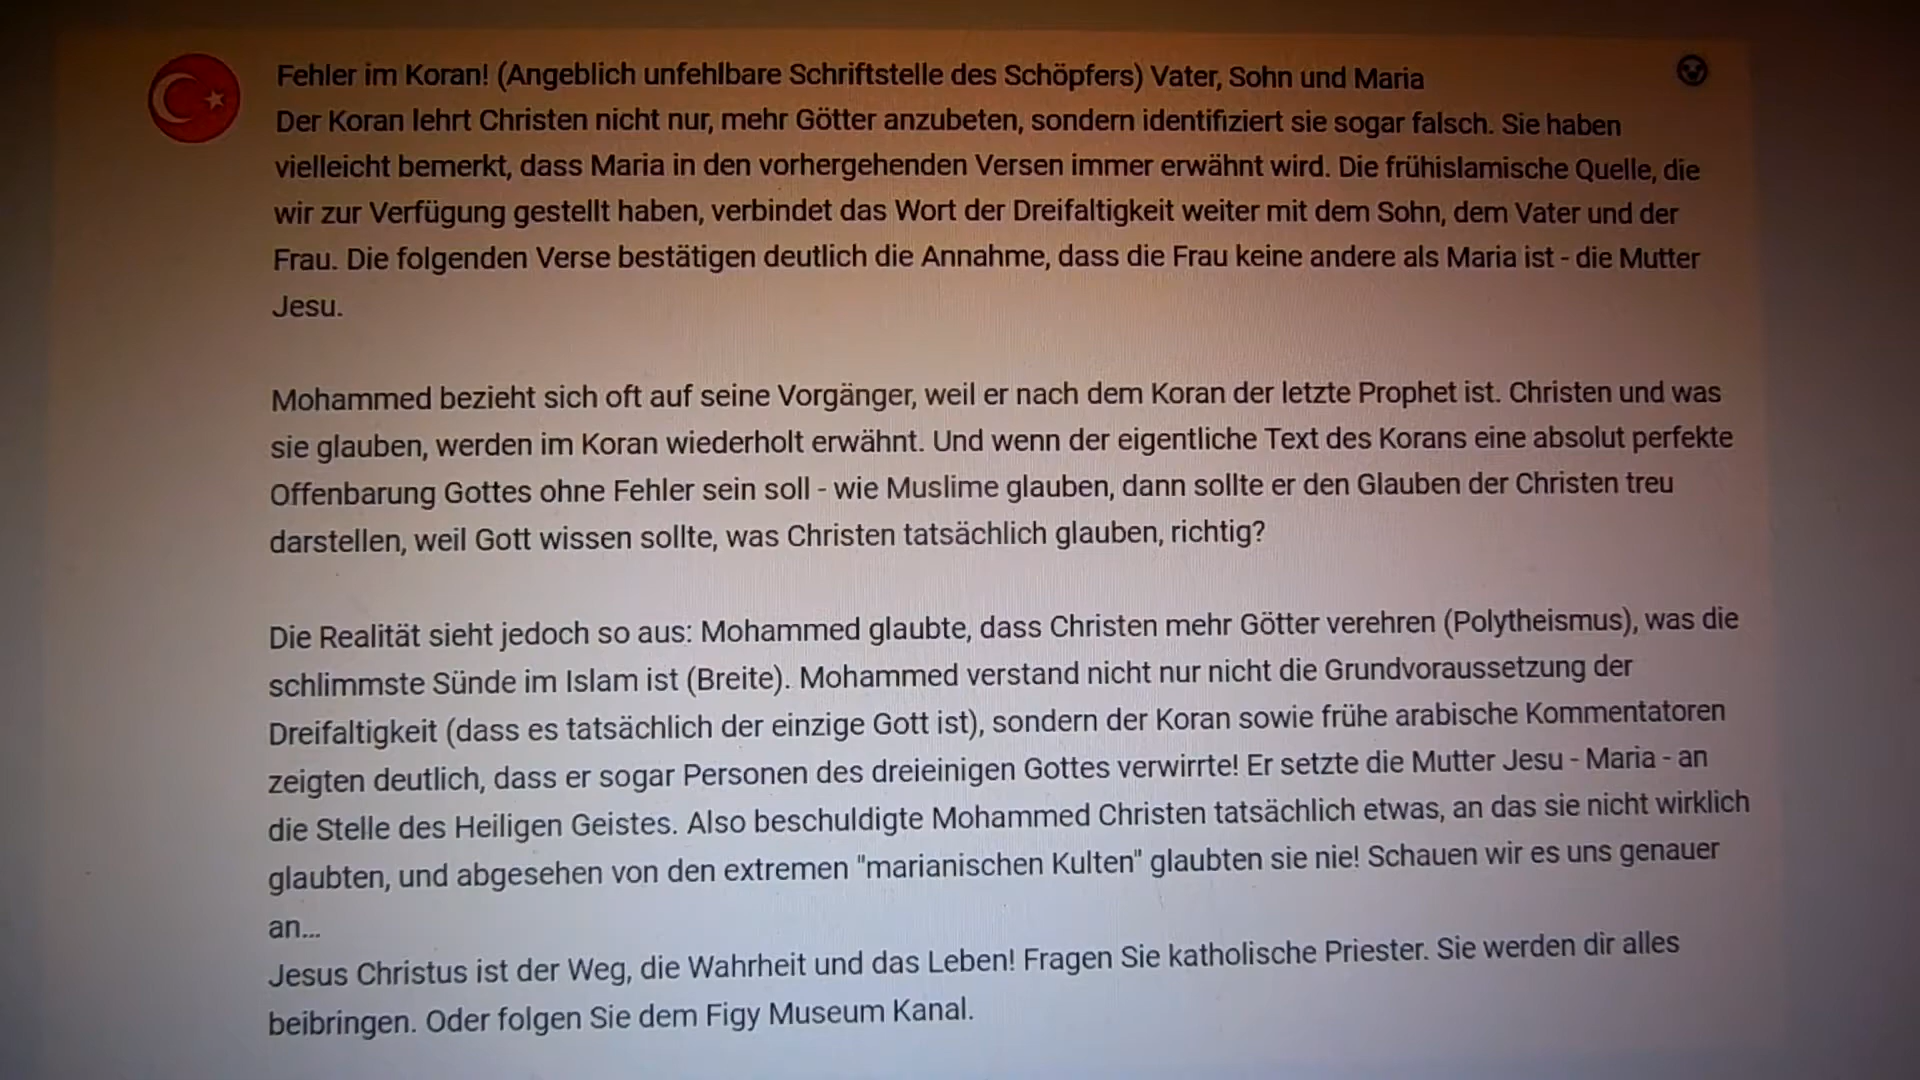 Fehler im Koran! (Angeblich unfehlbare Schriftstelle des Schöpfers) Vater, Sohn und Maria
Der Koran lehrt Christen nicht nur, mehr Götter anzubeten, sondern identifiziert sie sogar falsch. Sie haben
vielleicht bemerkt, dass Maria in den vorhergehenden Versen immer erwähnt wird. Die frühislamische Quelle, die
wir zur Verfügung gestellt haben, verbindet das Wort der Dreifaltigkeit weiter mit dem Sohn, dem Vater und der
Frau. Die folgenden Verse bestätigen deutlich die Annahme, dass die Frau keine andere als Maria ist - die Mutter
Jesu.
Mohammed bezieht sich oft auf seine Vorgänger, weil er nach dem Koran der letzte Prophet ist. Christen und was
sie glauben, werden im Koran wiederholt erwähnt. Und wenn der eigentliche Text des Korans eine absolut perfekte
Offenbarung Gottes ohne Fehler sein soll - wie Muslime glauben, dann sollte er den Glauben der Christen treu
darstellen, weil Gott wissen sollte, was Christen tatsächlich glauben, richtig?
Die Realität sieht jedoch so aus: Mohammed glaubte, dass Christen mehr Götter verehren (Polytheismus), was die
schlimmste Sünde im Islam ist (Breite). Mohammed verstand nicht nur nicht die Grundvoraussetzung der
Dreifaltigkeit (dass es tatsächlich der einzige Gott ist), sondern der Koran sowie frühe arabische Kommentatoren
zeigten deutlich, dass er sogar Personen des dreieinigen Gottes verwirrte! Er setzte die Mutter Jesu - Maria - an
die Stelle des Heiligen Geistes. Also beschuldigte Mohammed Christen tatsächlich etwas, an das sie nicht wirklich
glaubten, und abgesehen von den extremen "marianischen Kulten" glaubten sie nie! Schauen wir es uns genauer
an...
Jesus Christus ist der Weg, die Wahrheit und das Leben! Fragen Sie katholische Priester. Sie werden dir alles
beibringen. Oder folgen Sie dem Figy Museum Kanal.